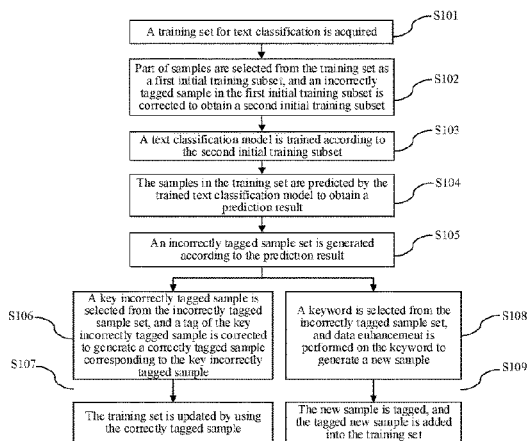 S101
A training set for text classification is acquired
S102
Part of samples are selected from the training set as
a first initial training subset, and an incorrectly
tagged sample in the first initial training subset is
corrected to obtain a second initial training subset
S103
A text classification model is trained according to
the second initial training subset
S104
The samples in the training set are predicted by the
trained text classification model to obtain a
prediction result
S105
An incorrectly tagged sample set is generated
according to the prediction result
S106
A key incorrectly tagged sample is
selected from the incorrectly tagged
sample set, and a tag of the key
incorrectly tagged sample is corrected
to generate a correctly tagged sample
corresponding to the key incorrectly
tagged sample
S108
A keyword is selected from the
incorrectly tagged sample set,
and data enhancement is
performed on the keyword to
generate a new sample
S107
The training set is updated by using
the correctly tagged sample
S109
The new sample is tagged, and
the tagged new sample is added
into the training set